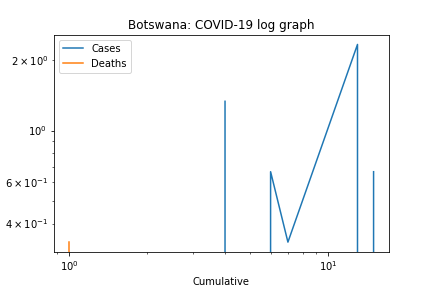 Botswana: COVID-19 log graph
Cases
Deaths
2 × 10⁰
10⁰
6 × 10⁻¹
4 × 10⁻¹
10⁰
10¹
Cumulative